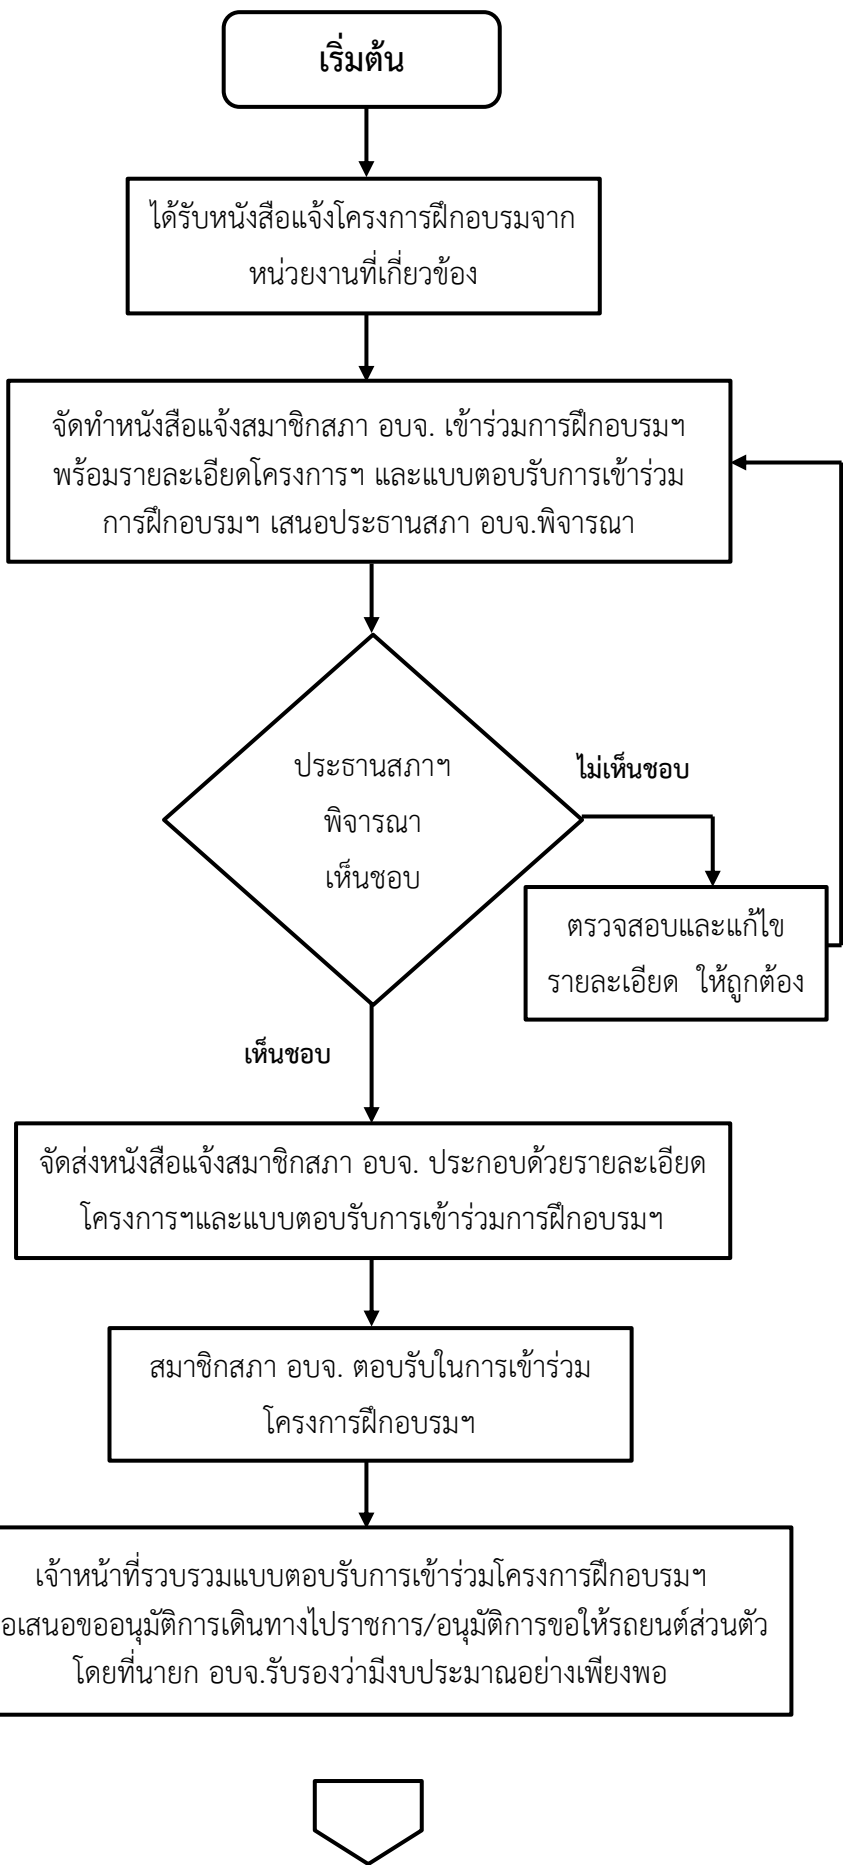 เริ่มต้น
ได้รับหนังสือแจ้งโครงการฝึกอบรมจาก
หน่วยงานที่เกี่ยวข้อง
จัดทำหนังสือแจ้งสมาชิกสภา อบจ. เข้าร่วมการฝึกอบรมฯ
พร้อมรายละเอียดโครงการฯ และแบบตอบรับการเข้าร่วม
การฝึกอบรมฯ เสนอประธานสภา อบจ.พิจารณา
ประธานสภาฯ
พิจารณา
เห็นชอบ
ไม่เห็นชอบ
ตรวจสอบและแก้ไข
รายละเอียด ให้ถูกต้อง
เห็นชอบ
จัดส่งหนังสือแจ้งสมาชิกสภา อบจ. ประกอบด้วยรายละเอียด
โครงการฯและแบบตอบรับการเข้าร่วมการฝึกอบรมฯ
สมาชิกสภา อบจ. ตอบรับในการเข้าร่วม
โครงการฝึกอบรมฯ
เจ้าหน้าที่รวบรวมแบบตอบรับการเข้าร่วมโครงการฝึกอบรมฯ
อเสนอขออนุมัติการเดินทางไปราชการ/อนุมัติการขอให้รถยนต์ส่วนตัว
โดยที่นายก อบจ.รับรองว่ามีงบประมาณอย่างเพียงพอ